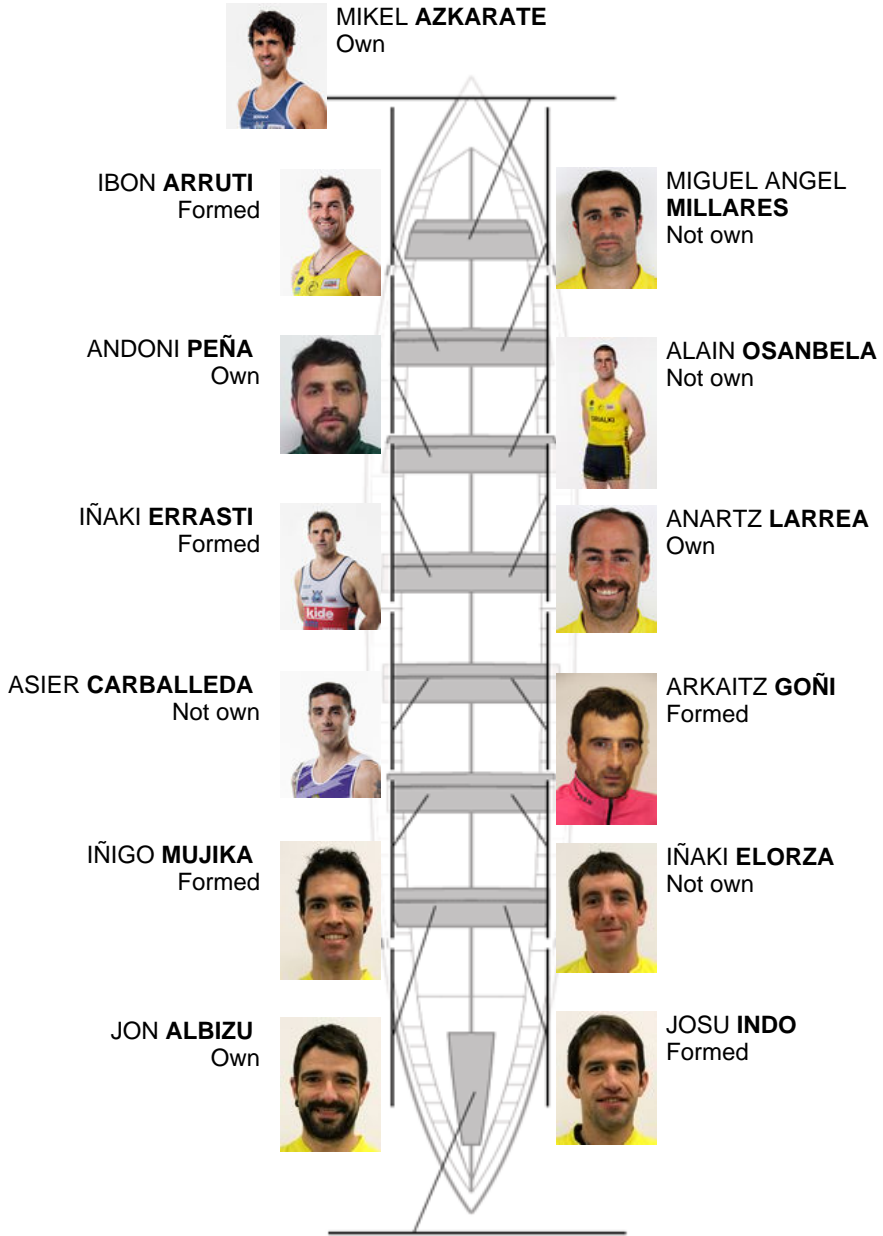 MIKEL AZKARATE
Own
IBON ARRUTI
Formed
MIGUEL ANGEL
MILLARES
Not own
ANDONI PEÑA
Own
ALAIN OSANBELA
Not own
IÑAKI ERRASTI
Formed
kide
ANARTZ LARREA
Own
ASIER CARBALLEDA
Not own
ARKAITZ GOÑI
Formed
IÑIGO MUJIKA
Formed
IÑAKI ELORZA
Not own
JON ALBIZU
Own
JOSU INDO
Formed